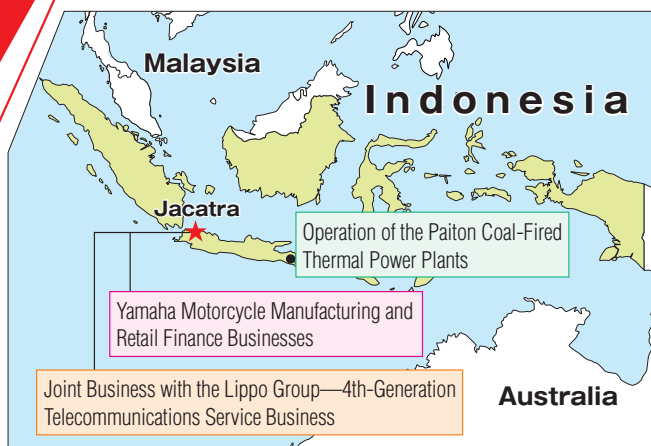 Malaysia
Indonesia
Jacatra
Operation of the Paiton Coal-Fired
Thermal Power Plants
Yamaha Motorcycle Manufacturing and
Retail Finance Businesses
Joint Business with the Lippo Group—4th-Generation
Telecommunications Service Business
Australia